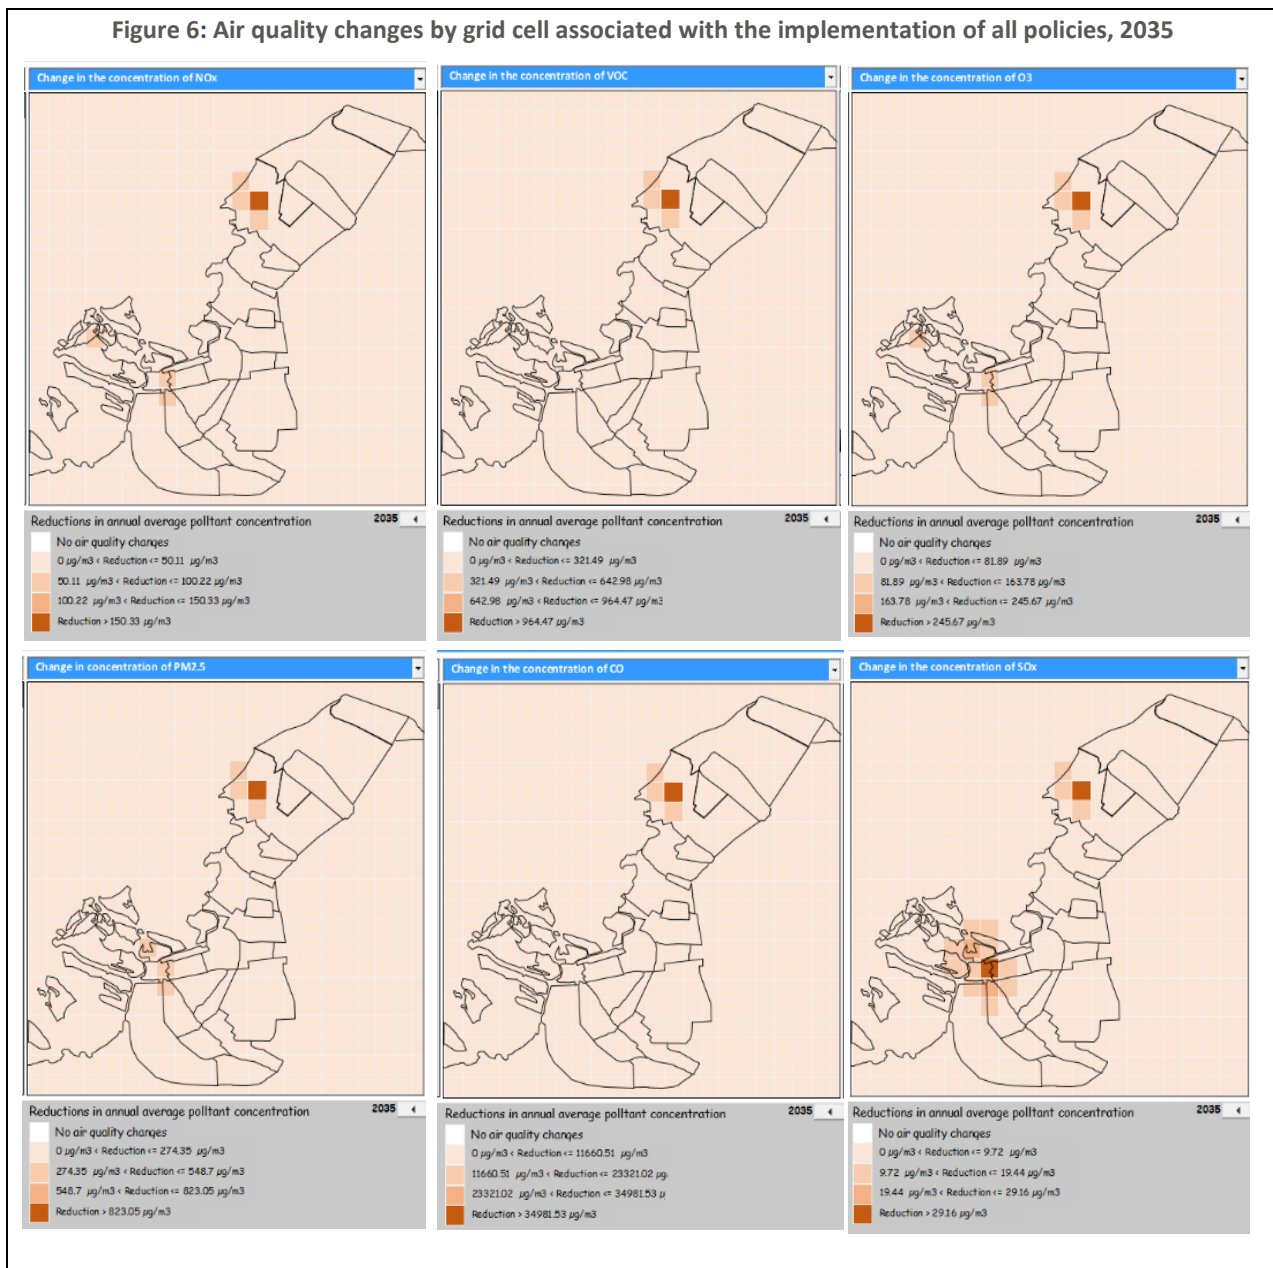 Figure 6: Air quality changes by grid cell associated with the implementation of all policies, 2035
Change in the concentration of NOx
Reductions in annual average polltant concentration 2035
No air quality changes
0 µg/m3 < Reduction <= 50.11 µg/m3
50.11 µg/m3 < Reduction <= 100.22 µg/m3
100.22 µg/m3 < Reduction <= 150.33 µg/m3
Reduction > 150.33 µg/m3
Change in the concentration of VOC
Reductions in annual average polltant concentration 2035
No air quality changes
0 µg/m3 < Reduction <= 321.49 µg/m3
321.49 µg/m3 < Reduction <= 642.98 µg/m3
642.98 µg/m3 < Reduction <= 964.47 µg/m3
Reduction > 964.47 µg/m3
Change in the concentration of O3
Reductions in annual average polltant concentration 2035
No air quality changes
0 µg/m3 < Reduction <= 81.89 µg/m3
81.89 µg/m3 < Reduction <= 163.78 µg/m3
163.78 µg/m3 < Reduction <= 245.67 µg/m3
Reduction > 245.67 µg/m3
Change in concentration of PM2.5
Reductions in annual average polltant concentration 2035
No air quality changes
0 µg/m3 < Reduction <= 274.35 µg/m3
274.35 µg/m3 < Reduction <= 548.7 µg/m3
548.7 µg/m3 < Reduction <= 823.05 µg/m3
Reduction > 823.05 µg/m3
Change in the concentration of CO
Reductions in annual average polltant concentration 2035
No air quality changes
0 µg/m3 < Reduction <= 11660.51 µg/m3
11660.51 µg/m3 < Reduction <= 23321.02 µg
23321.02 µg/m3 < Reduction <= 34981.53 µ
Reduction > 34981.53 µg/m3
Change in the concentration of SOx
Reductions in annual average polltant concentration 2035
No air quality changes
0 µg/m3 < Reduction <= 9.72 µg/m3
9.72 µg/m3 < Reduction <= 19.44 µg/m3
19.44 µg/m3 < Reduction <= 29.16 µg/m3
Reduction > 29.16 µg/m3